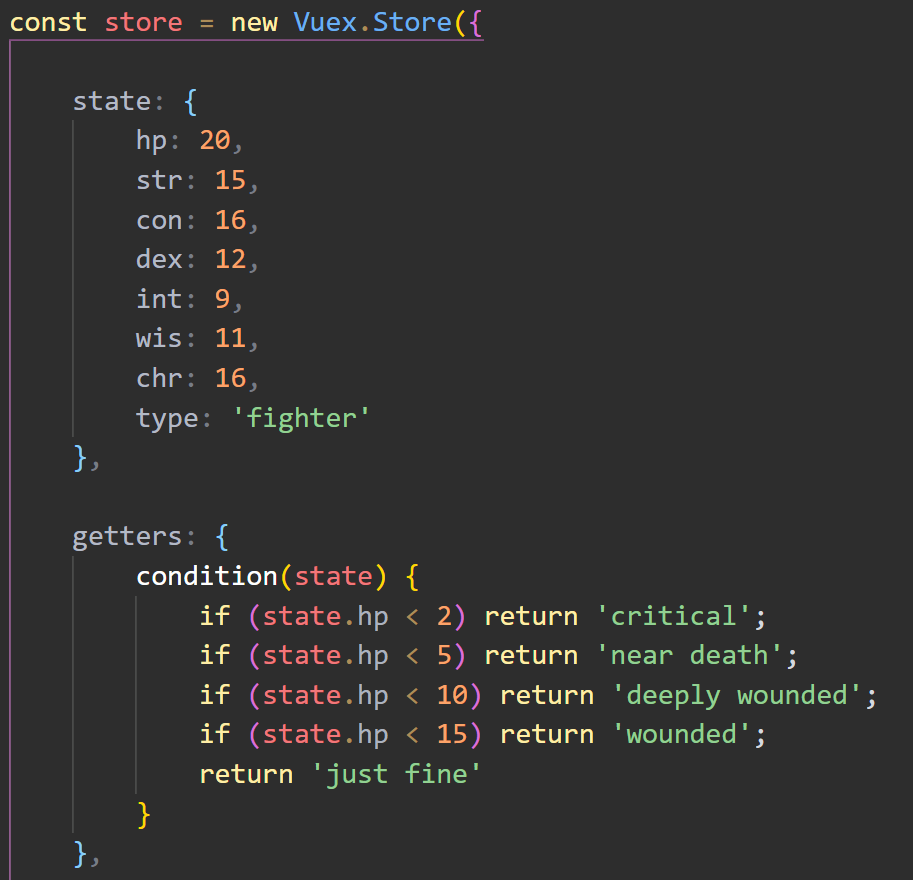 const store = new Vuex.Store({
state: {
hp: 20,
str: 15,
con: 16,
dex: 12,
int: 9,
wis: 11,
chr: 16,
type: 'fighter'
},
getters: {
condition(state) {
if (state.hp < 2) return 'critical';
if (state.hp < 5) return 'near death';
if (state.hp < 10) return 'deeply wounded';
if (state.hp < 15) return 'wounded';
return 'just fine'
}
},